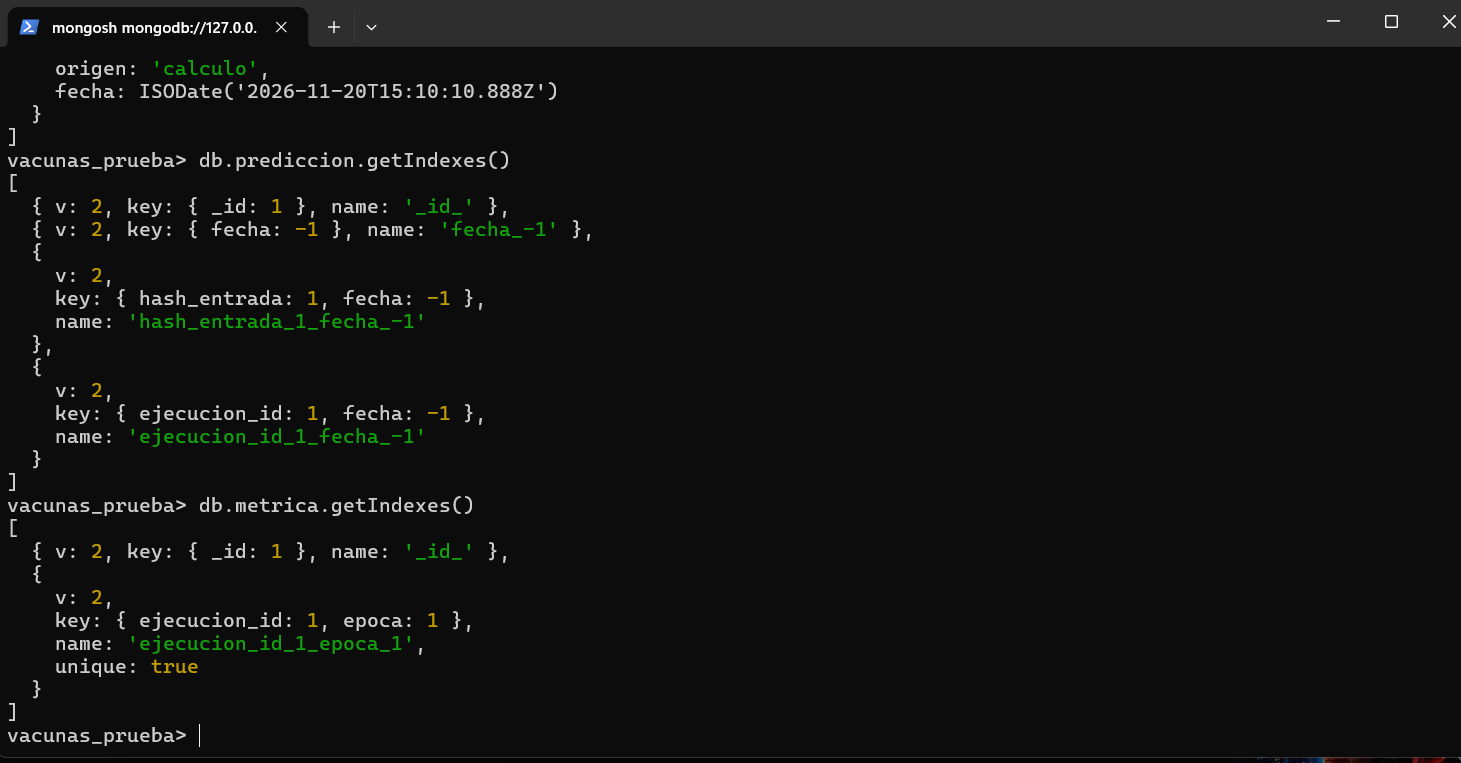 mongosh mongodb://127.0.0.
origen: 'calculo',
fecha: ISODate('2026-11-20T15:10:10.888Z')
}
]
vacunas_prueba> db.prediccion.getIndexes()
[
{ v: 2, key: { _id: 1 }, name: '_id_' },
{ v: 2, key: { fecha: -1 }, name: 'fecha_-1' },
{
v: 2,
key: { hash_entrada: 1, fecha: -1 },
name: 'hash_entrada_1_fecha_-1'
},
{
v: 2,
key: { ejecucion_id: 1, fecha: -1 },
name: 'ejecucion_id_1_fecha_-1'
}
]
vacunas_prueba> db.metrica.getIndexes()
[
{ v: 2, key: { _id: 1 }, name: '_id_' },
{
v: 2,
key: { ejecucion_id: 1, epoca: 1 },
name: 'ejecucion_id_1_epoca_1',
unique: true
}
]
vacunas_prueba>